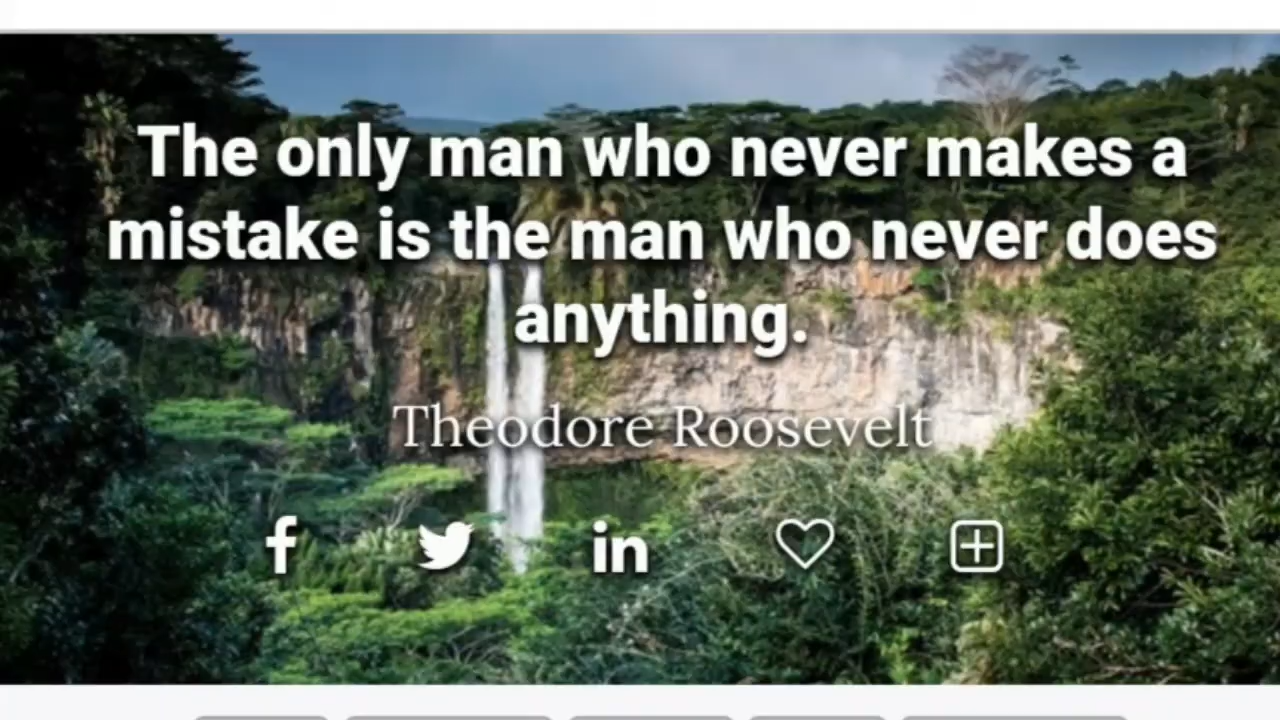 The only man who never makes a
mistake is the man who never does
anything.
Theodore Roosevelt
f
in